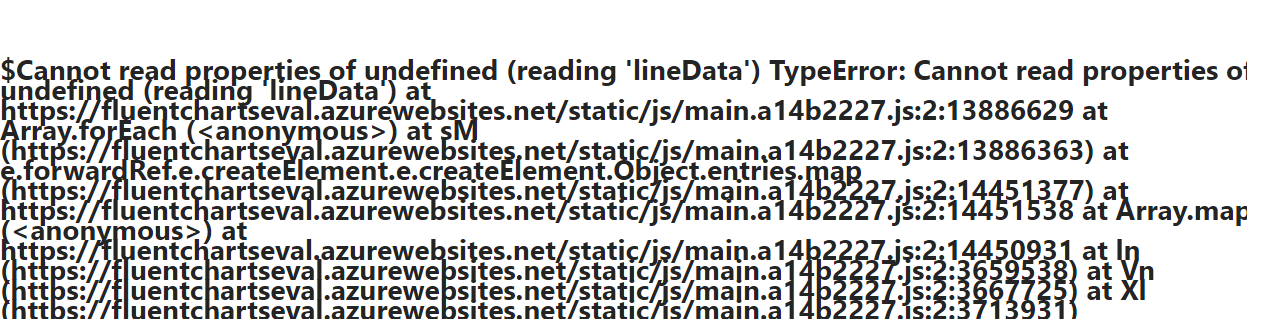 $Cannot read properties of undefined (reading 'lineData') TypeError: Cannot read properties of
undefined (reading 'lineData') at
https://fluentchartseval.azurewebsites.net/static/js/main.a14b2227.js:2:13886629 at
Array.forEach (<anonymous>) at sM
(https://fluentchartseval.azurewebsites.net/static/js/main.a14b2227.js:2:13886363) at
e.forwardRef.e.createElement.e.createElement.Object.entries.map
(https://fluentchartseval.azurewebsites.net/static/js/main.a14b2227.js:2:14451377) at
https://fluentchartseval.azurewebsites.net/static/js/main.a14b2227.js:2:14451538 at Array.map
(<anonymous>) at
https://fluentchartseval.azurewebsites.net/static/js/main.a14b2227.js:2:14450931 at ln
(https://fluentchartseval.azurewebsites.net/static/js/main.a14b2227.js:2:3659538) at Vn
(https://fluentchartseval.azurewebsites.net/static/js/main.a14b2227.js:2:3667725) at Xl
(https://fluentchartseval.azurewebsites.net/static/js/main.a14b2227.js:2:3713931)